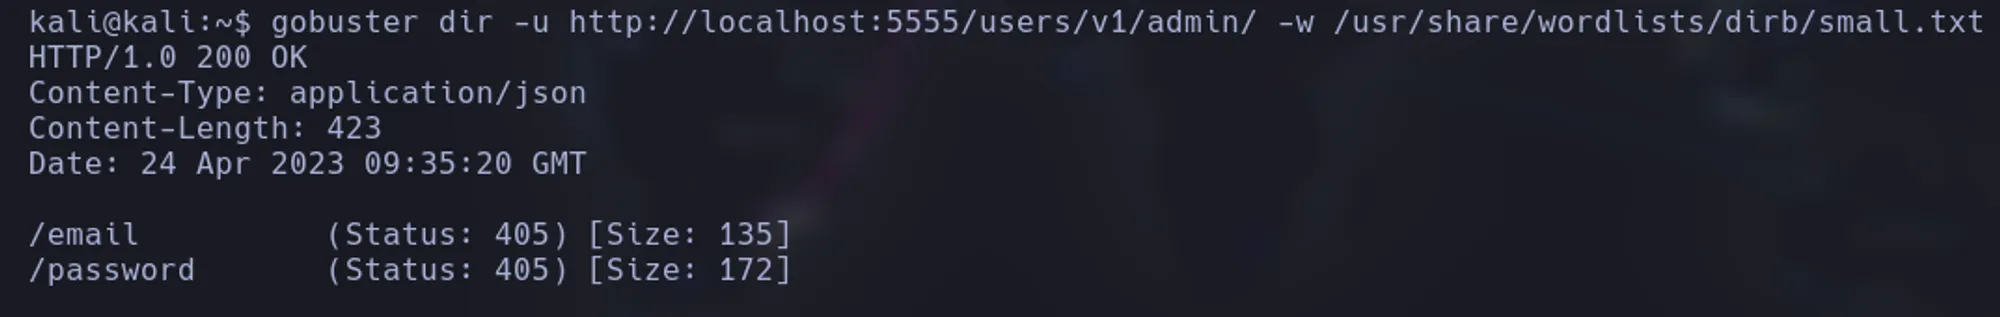 kali@kali:~$ gobuster dir -u http://localhost:5555/users/v1/admin/ -w /usr/share/wordlists/dirb/small.txt
HTTP/1.0 200 OK
Content-Type: application/json
Content-Length: 423
Date: 24 Apr 2023 09:35:20 GMT
/email (Status: 405) [Size: 135]
/password (Status: 405) [Size: 172]